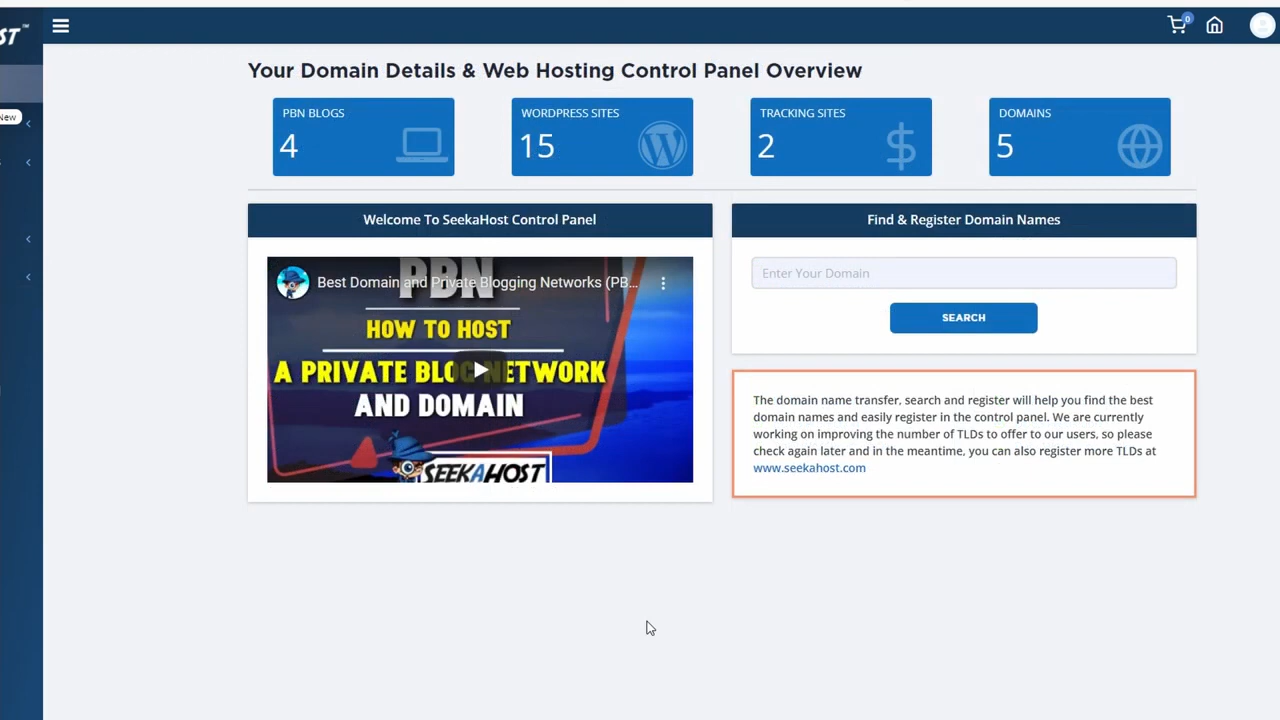 ST™
0
New
Your Domain Details & Web Hosting Control Panel Overview
PBN BLOGS
4
WORDPRESS SITES
15
TRACKING SITES
2
DOMAINS
5
Welcome To SeekaHost Control Panel
Find & Register Domain Names
PBN
Best Domain and Private Blogging Networks (PB...
HOW TO HOST
A PRIVATE BLOG NETWORK
AND DOMAIN
SEEKAHOST
Enter Your Domain
SEARCH
The domain name transfer, search and register will help you find the best
domain names and easily register in the control panel. We are currently
working on improving the number of TLDs to offer to our users, so please
check again later and in the meantime, you can also register more TLDs at
www.seekahost.com